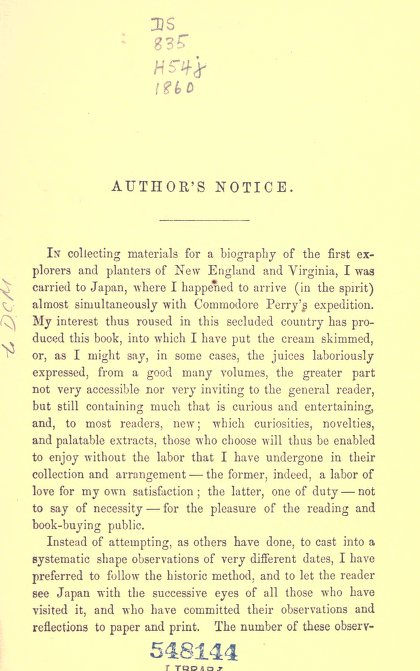 DS
835
H54j
1860
AUTHOR'S NOTICE.
In collecting materials for a biography of the first ex-
plorers and planters of New England and Virginia, I was
carried to Japan, where I happened to arrive (in the spirit)
almost simultaneously with Commodore Perry's expedition.
My interest thus roused in this secluded country has pro-
duced this book, into which I have put the cream skimmed,
or, as I might say, in some cases, the juices laboriously
expressed, from a good many volumes, the greater part
not very accessible nor very inviting to the general reader,
but still containing much that is curious and entertaining,
and, to most readers, new; which curiosities, novelties,
and palatable extracts, those who choose will thus be enabled
to enjoy without the labor that I have undergone in their
collection and arrangement — the former, indeed, a labor of
love for my own satisfaction; the latter, one of duty — not
to say of necessity — for the pleasure of the reading and
book-buying public.
Instead of attempting, as others have done, to cast into a
systematic shape observations of very different dates, I have
preferred to follow the historic method, and to let the reader
see Japan with the successive eyes of all those who have
visited it, and who have committed their observations and
reflections to paper and print. The number of these observ-
548144
LIBRARY
to DCM